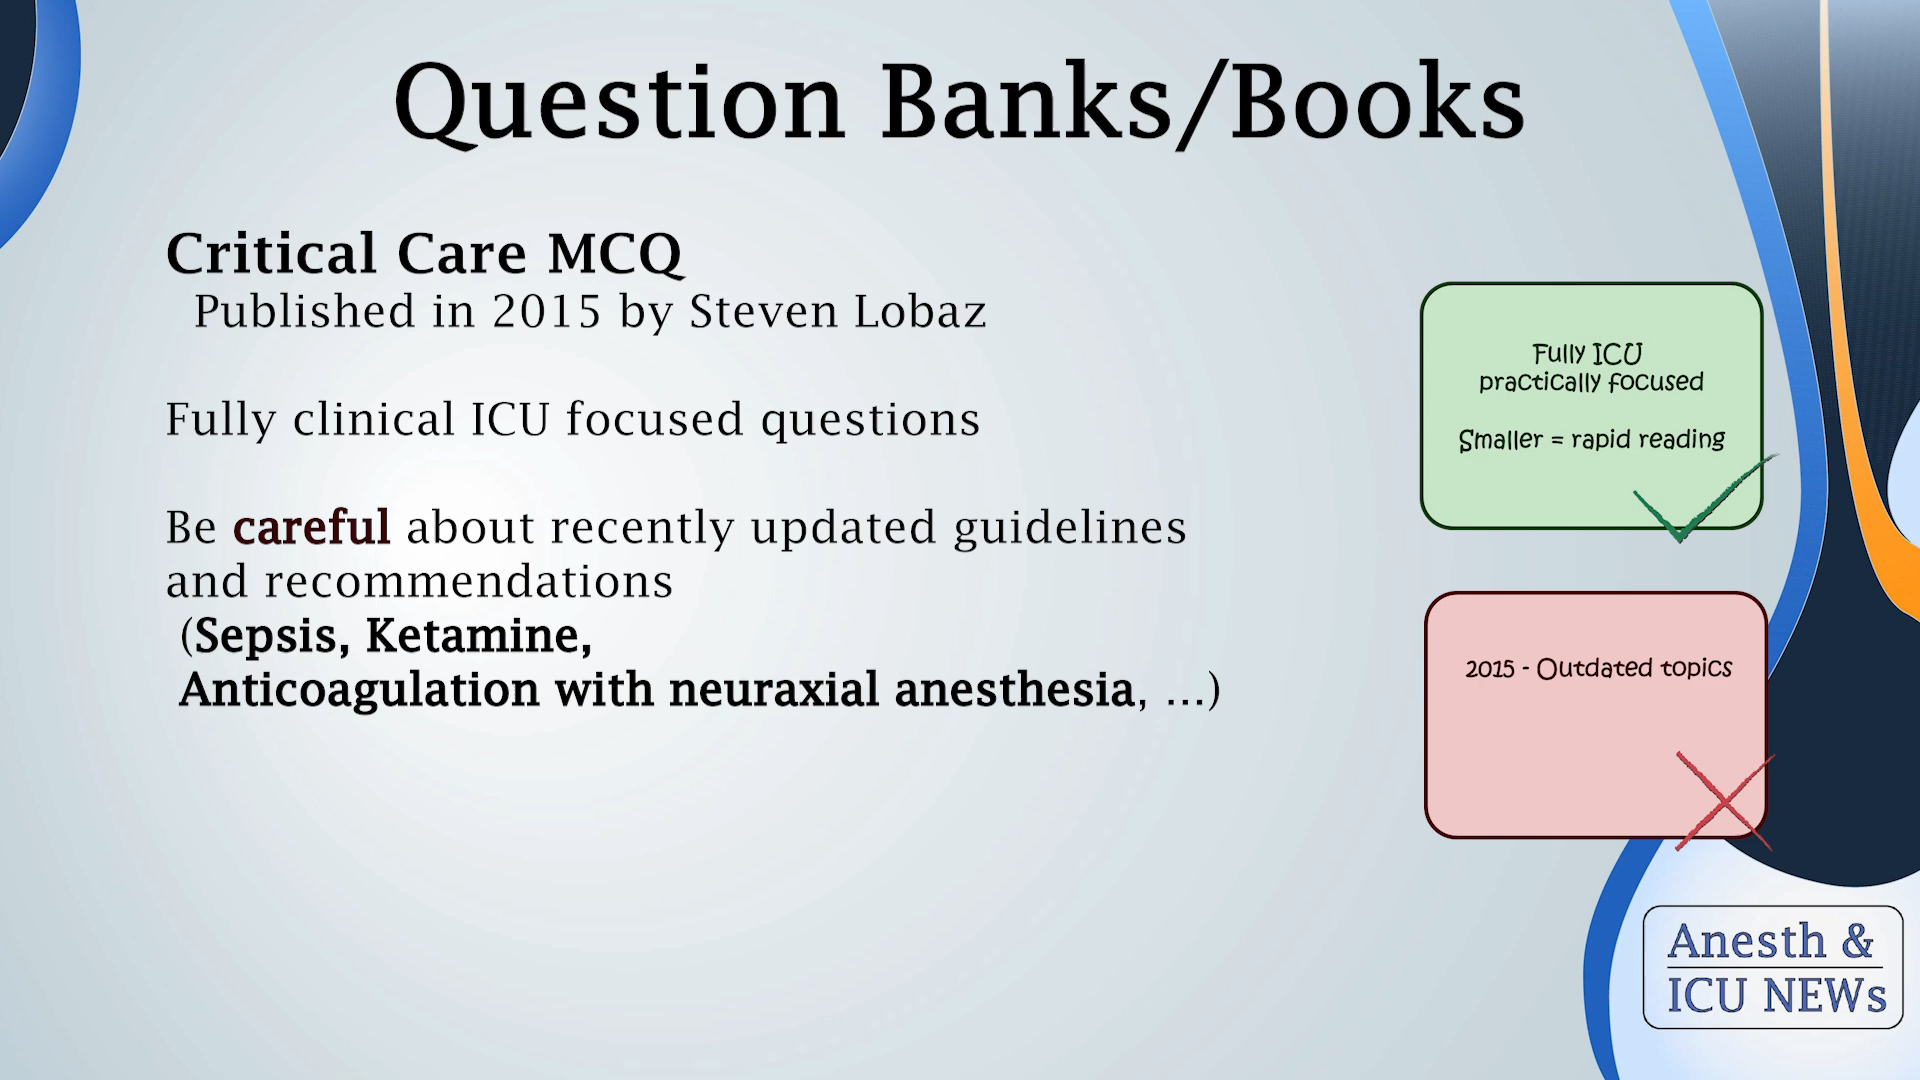 Question Banks/Books
Critical Care MCQ
Published in 2015 by Steven Lobaz
Fully clinical ICU focused questions
Be careful about recently updated guidelines
and recommendations
(Sepsis, Ketamine,
Anticoagulation with neuraxial anesthesia, ...)
Fully ICU
practically focused
Smaller = rapid reading
2015 - Outdated topics
Anesth &
ICU NEWs